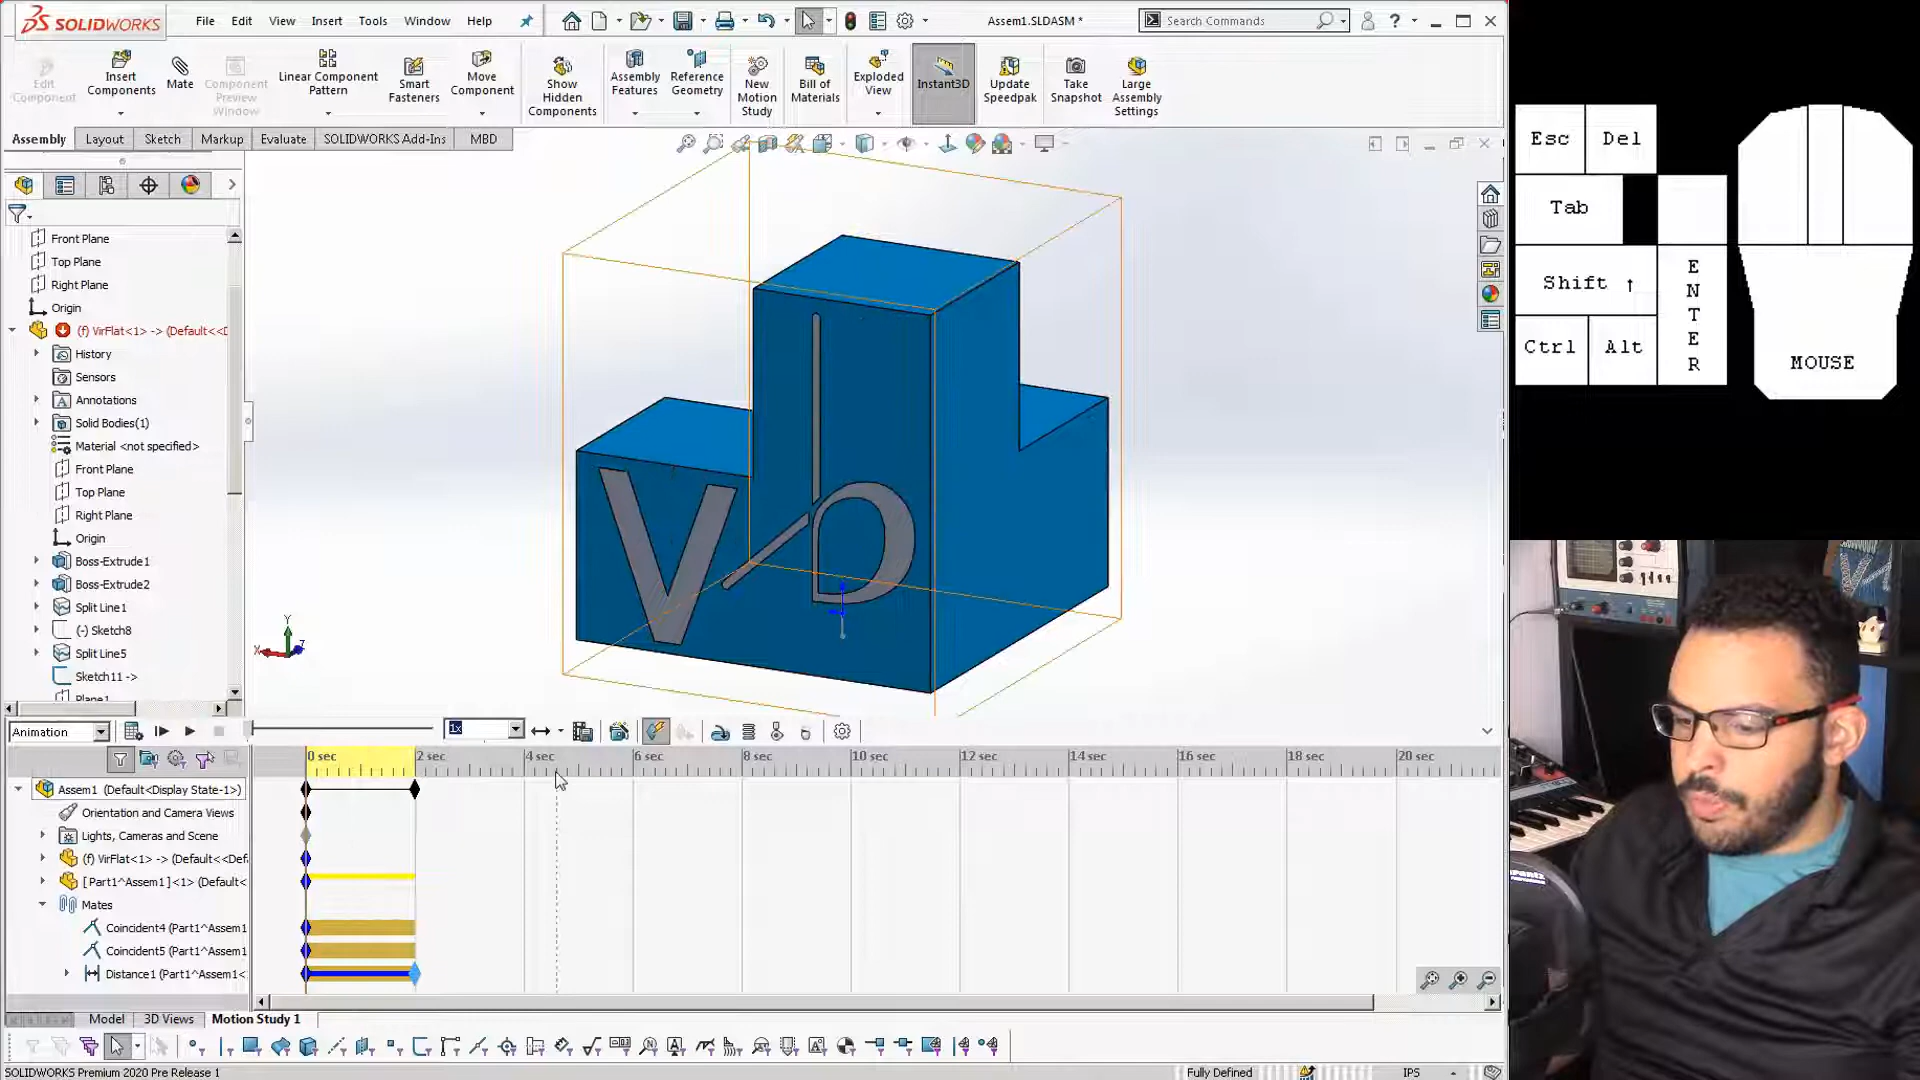 SOLIDWORKS File Edit View Insert Tools Window Help Assem1.SLDASM * Search Commands ?
Edit Component
Insert Components
Mate
Component Preview Window
Linear Component Pattern
Smart Fasteners
Move Component
Show Hidden Components
Assembly Features
Reference Geometry
New Motion Study
Bill of Materials
Exploded View
Instant3D
Update Speedpak
Take Snapshot
Large Assembly Settings
Assembly Layout Sketch Markup Evaluate SOLIDWORKS Add-Ins MBD
Front Plane
Top Plane
Right Plane
Origin
(f) VirFlat<1> -> (Default<<D
History
Sensors
Annotations
Solid Bodies(1)
Material <not specified>
Front Plane
Top Plane
Right Plane
Origin
Boss-Extrude1
Boss-Extrude2
Split Line1
(-) Sketch8
Split Line5
Sketch11 ->
Plane1
V D
Y
X
Z
Animation 1x
0 sec 2 sec 4 sec 6 sec 8 sec 10 sec 12 sec 14 sec 16 sec 18 sec 20 sec
Assem1 (Default<Display State-1>)
Orientation and Camera Views
Lights, Cameras and Scene
(f) VirFlat<1> -> (Default<<Def
[ Part1^Assem1 ]<1> (Default<
Mates
Coincident4 (Part1^Assem1
Coincident5 (Part1^Assem1
Distance1 (Part1^Assem1<
Model 3D Views Motion Study 1
SOLIDWORKS Premium 2020 Pre Release 1 Fully Defined IPS
Esc Del
Tab
Shift ↑
Ctrl Alt
ENTER
MOUSE